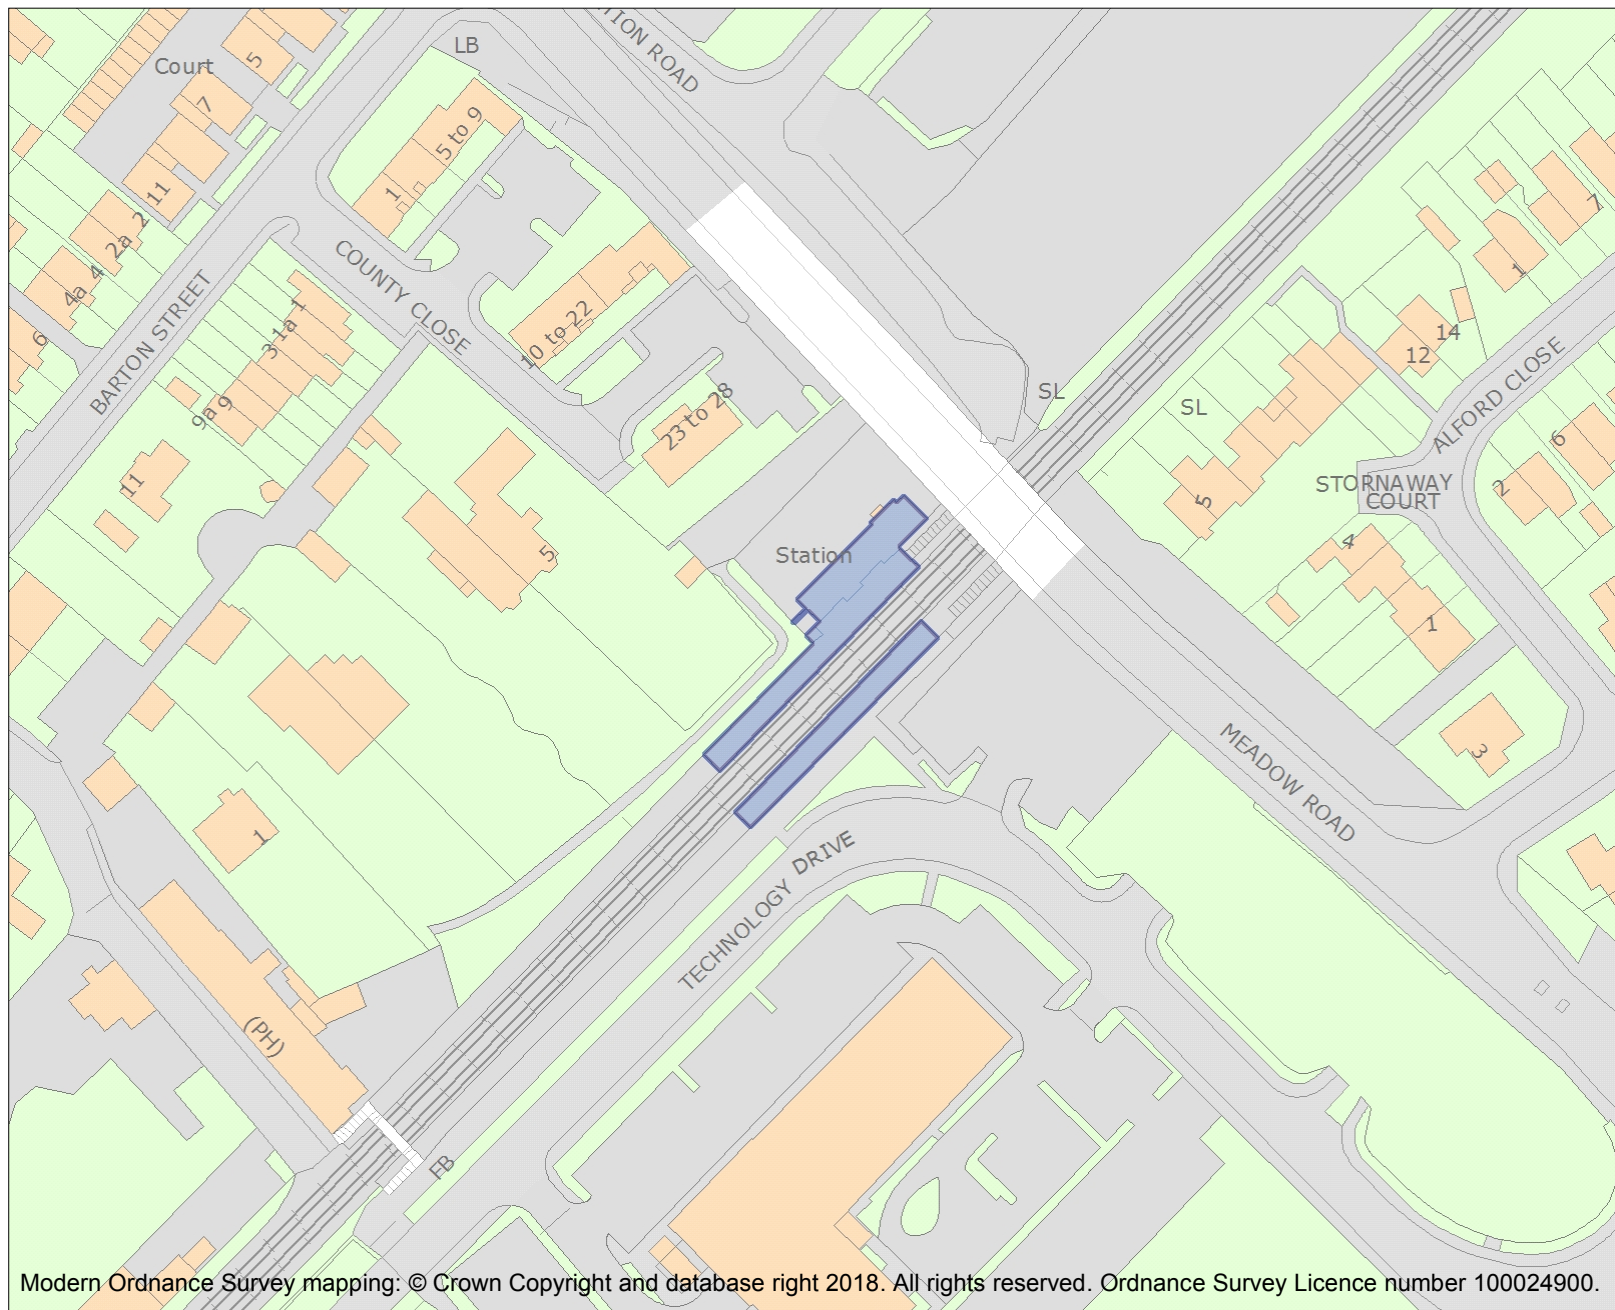 TION ROAD
LB
Court
5
7
5 to 9
1
11
2
2a
4
4a
6
COUNTY CLOSE
BARTON STREET
1
1a
3
9
9a
10 to 22
23 to 28
11
5
Station
SL
SL
7
1
14
12
ALFORD CLOSE
6
2
STORNAWAY
COURT
5
4
1
3
MEADOW ROAD
1
TECHNOLOGY DRIVE
(PH)
FB
Modern Ordnance Survey mapping: © Crown Copyright and database right 2018. All rights reserved. Ordnance Survey Licence number 100024900.